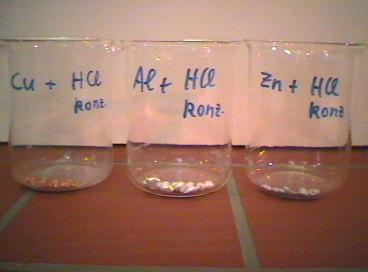 Cu + HCl
konz.
Al + HCl
konz.
Zn + HCl
konz